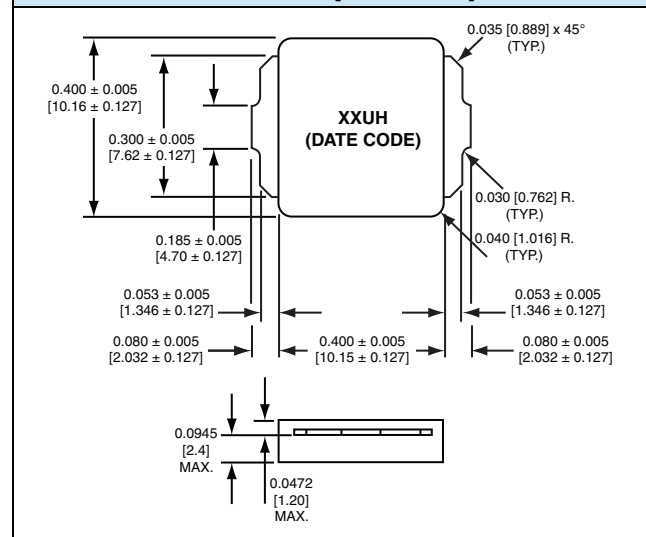 0.035 [0.889] x 45°
(TYP.)
0.400 ± 0.005
[10.16 ± 0.127]
XXUH
(DATE CODE)
0.300 ± 0.005
[7.62 ± 0.127]
0.030 [0.762] R.
(TYP.)
0.185 ± 0.005
[4.70 ± 0.127]
0.040 [1.016] R.
(TYP.)
0.053 ± 0.005
[1.346 ± 0.127]
0.053 ± 0.005
[1.346 ± 0.127]
0.080 ± 0.005
[2.032 ± 0.127]
0.400 ± 0.005
[10.15 ± 0.127]
0.080 ± 0.005
[2.032 ± 0.127]
0.0945
[2.4]
MAX.
0.0472
[1.20]
MAX.